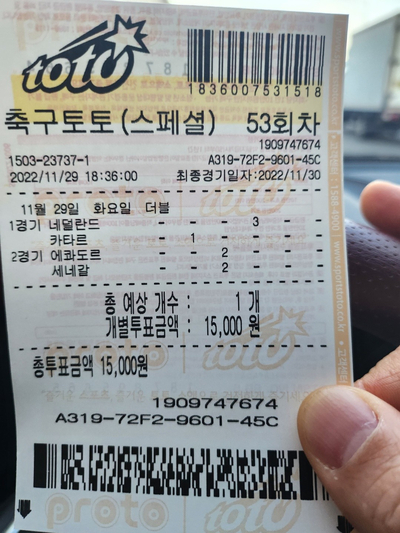 toto
1836007531518
축구토토(스페셜) 53회차
1909747674
1503-23737-1 A319-72F2-9601-45C
2022/11/29 18:36:00 최종경기일자:2022/11/30
11월 29일 화요일 더블
1경기 네덜란드 - - - 3 - -
카타르 - 1 - - - -
2경기 에콰도르 - - 2 - - -
세네갈 - - 2 - - -
총 예상 개수 : 1 개
개별투표금액 : 15,000 원
총투표금액 15,000원
1909747674
A319-72F2-9601-45C
proto
toto